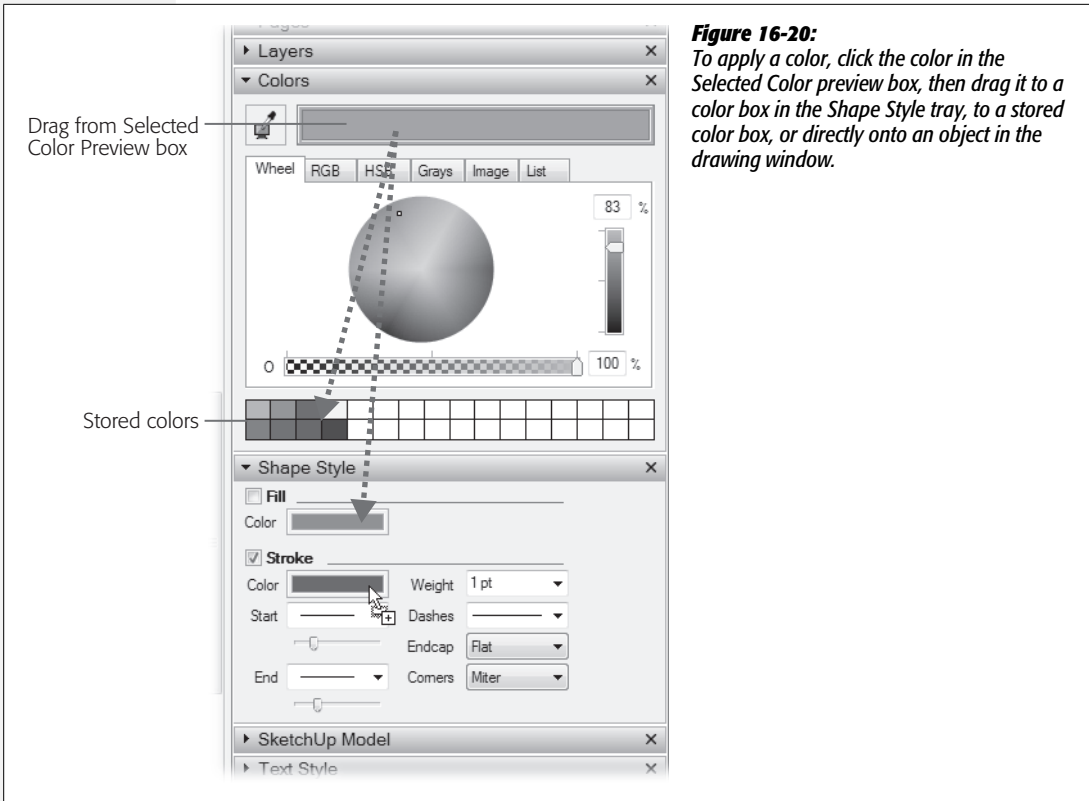 Pages
Layers
Colors
Drag from Selected
Color Preview box
Wheel RGB HSB Grays Image List
83 %
100 %
Stored colors
Shape Style
Fill
Color
Stroke
Color Weight 1 pt
Start Dashes
Endcap Flat
End Corners Miter
SketchUp Model
Text Style
Figure 16-20:
To apply a color, click the color in the
Selected Color preview box, then drag it to a
color box in the Shape Style tray, to a stored
color box, or directly onto an object in the
drawing window.